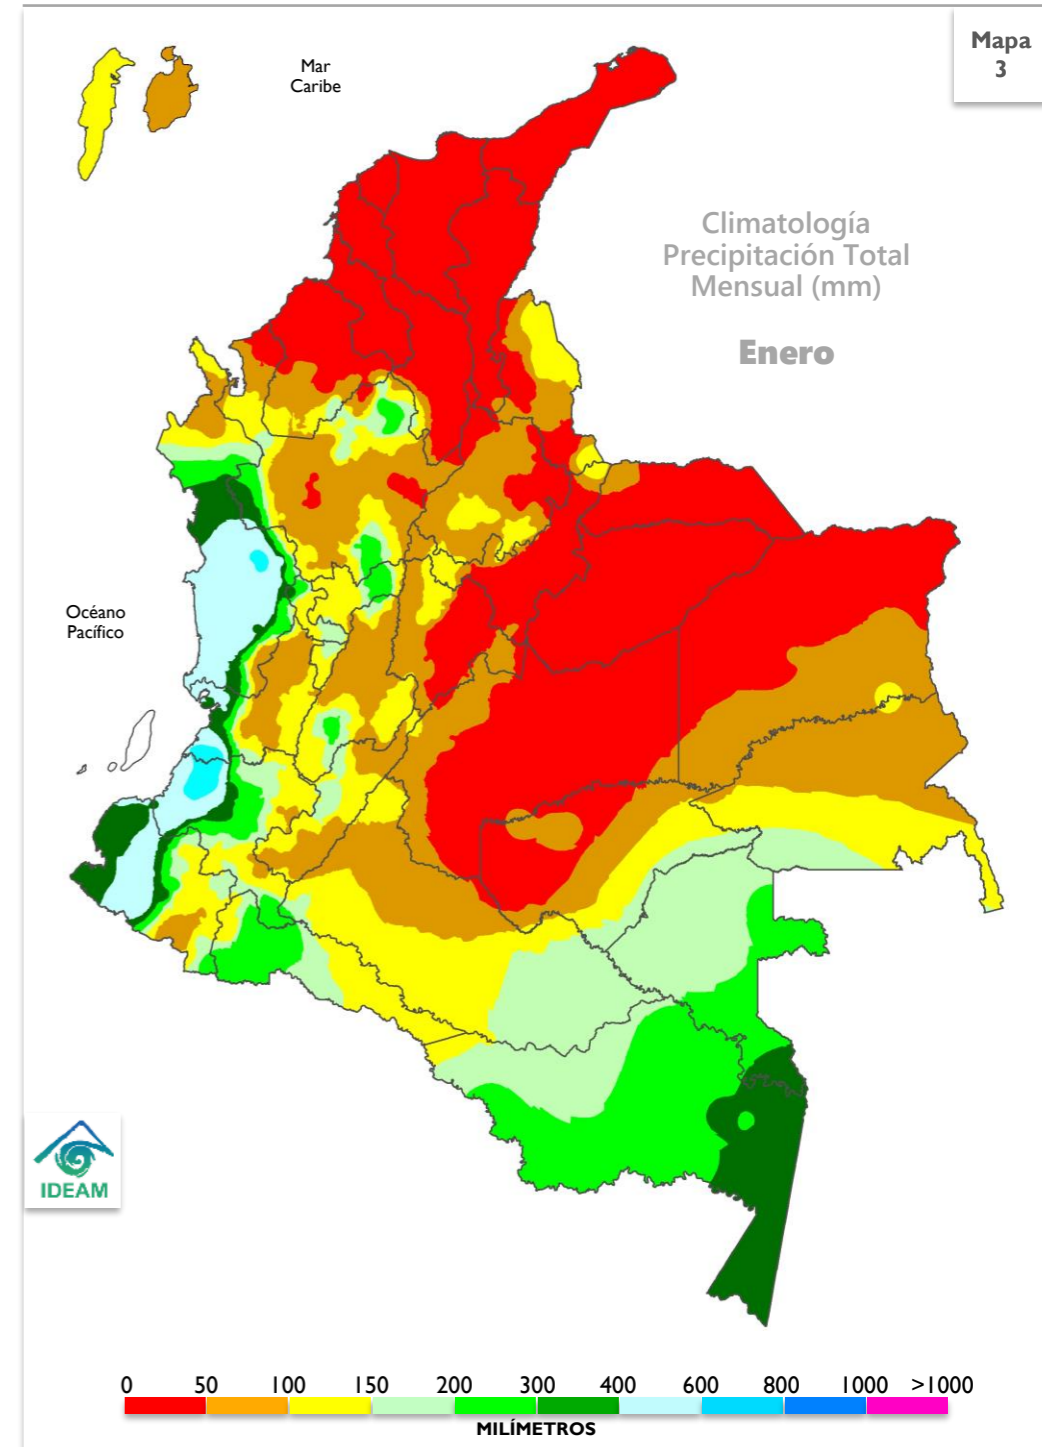 Mapa
3
Mar
Caribe
Climatología
Precipitación Total
Mensual (mm)
Enero
Océano
Pacífico
IDEAM
0 50 100 150 200 300 400 600 800 1000 >1000
MILÍMETROS